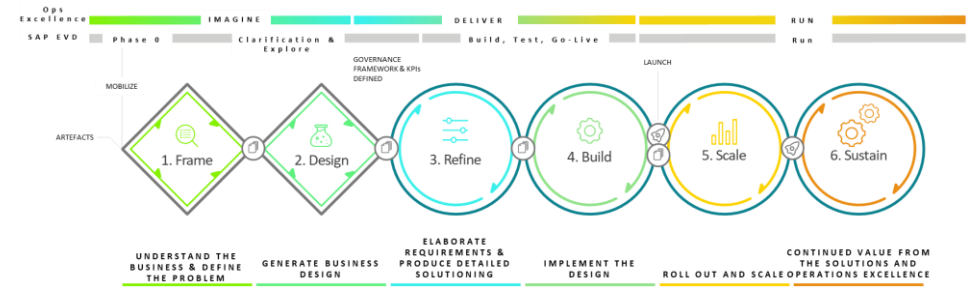 Ops
Excellence
IMAGINE
DELIVER
RUN
SAP EVD
Phase 0
Clarification &
Explore
Build, Test, Go-Live
Run
GOVERNANCE
FRAMEWORK & KPIs
DEFINED
LAUNCH
MOBILIZE
ARTEFACTS
1. Frame
2. Design
3. Refine
4. Build
5. Scale
6. Sustain
UNDERSTAND THE
BUSINESS & DEFINE
THE PROBLEM
GENERATE BUSINESS
DESIGN
ELABORATE
REQUIREMENTS &
PRODUCE DETAILED
SOLUTIONING
IMPLEMENT THE
DESIGN
ROLL OUT AND SCALE
CONTINUED VALUE FROM
THE SOLUTIONS AND
OPERATIONS EXCELLENCE